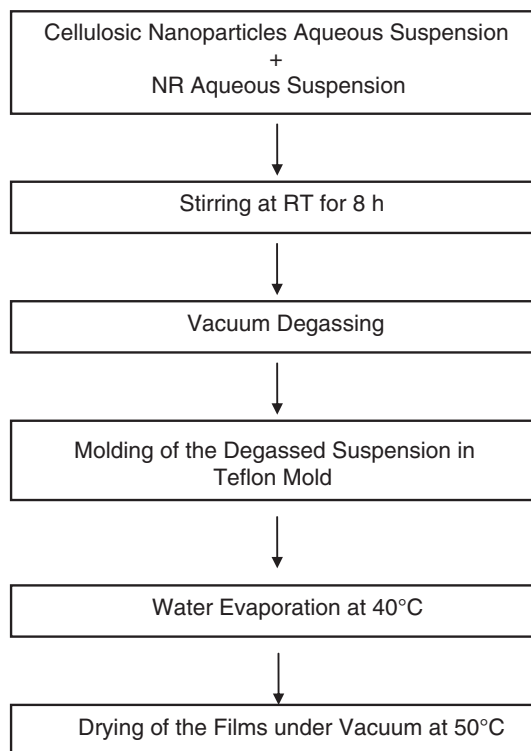 Cellulosic Nanoparticles Aqueous Suspension
+
NR Aqueous Suspension
Stirring at RT for 8 h
Vacuum Degassing
Molding of the Degassed Suspension in
Teflon Mold
Water Evaporation at 40°C
Drying of the Films under Vacuum at 50°C